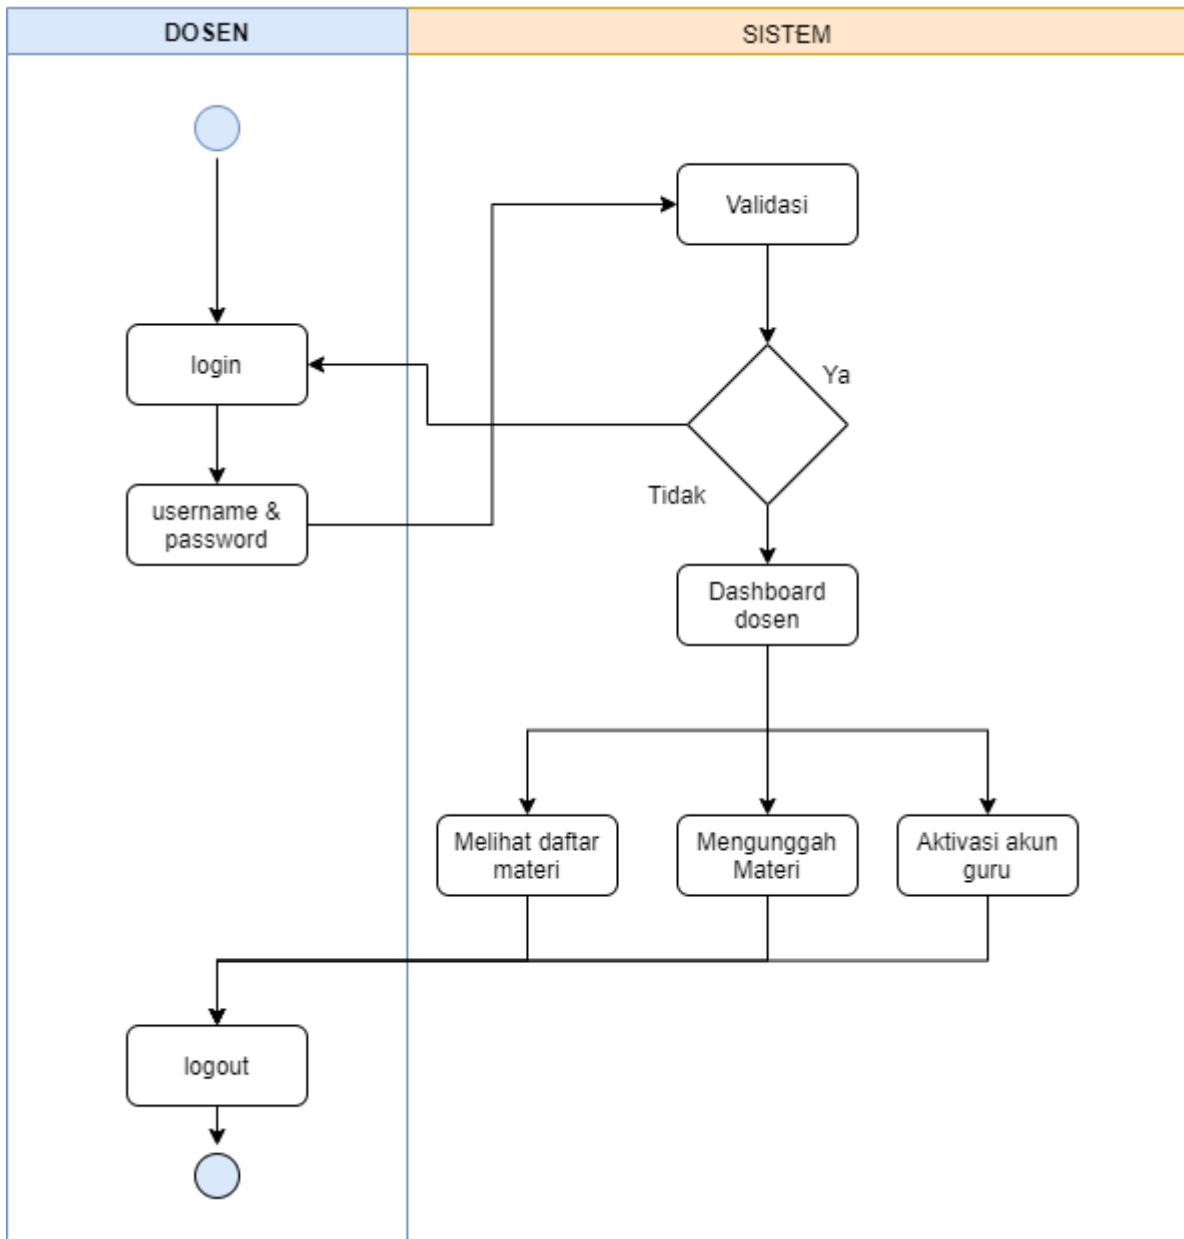 DOSEN
SISTEM
Validasi
login
Ya
username &
password
Tidak
Dashboard
dosen
Melihat daftar
materi
Mengunggah
Materi
Aktivasi akun
guru
logout